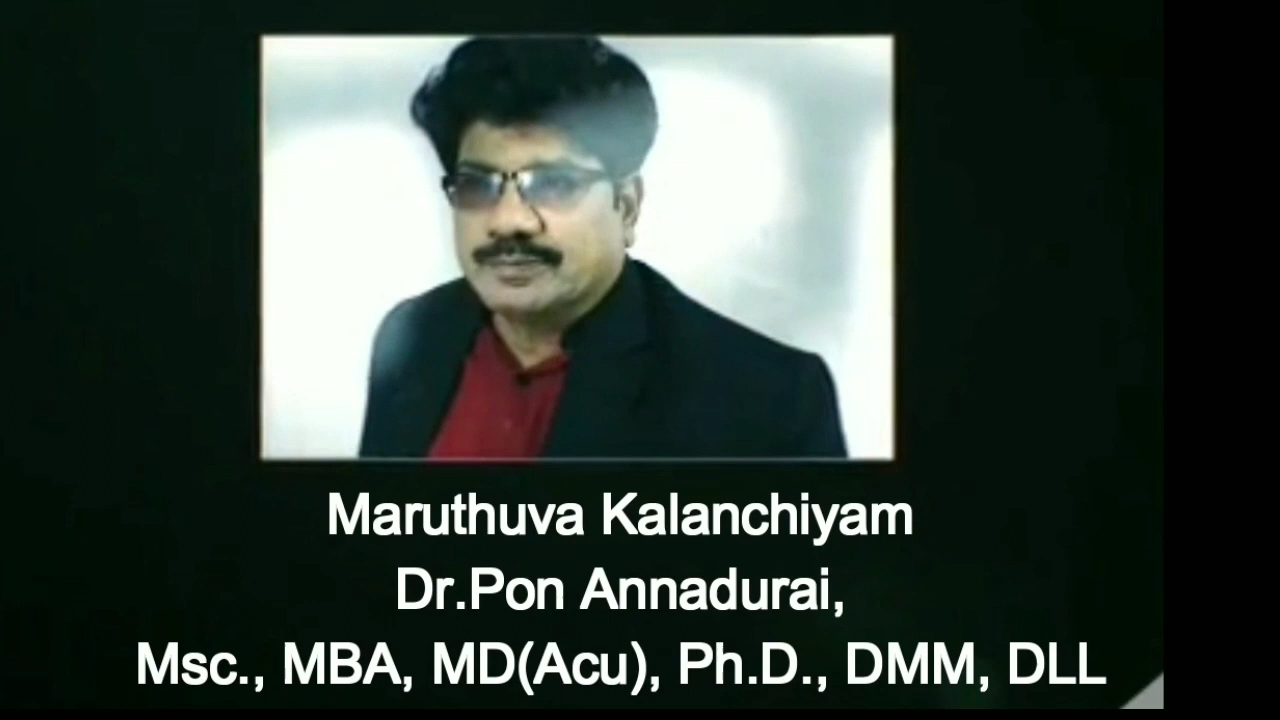 Maruthuva Kalanchiyam
Dr.Pon Annadurai,
Msc., MBA, MD(Acu), Ph.D., DMM, DLL